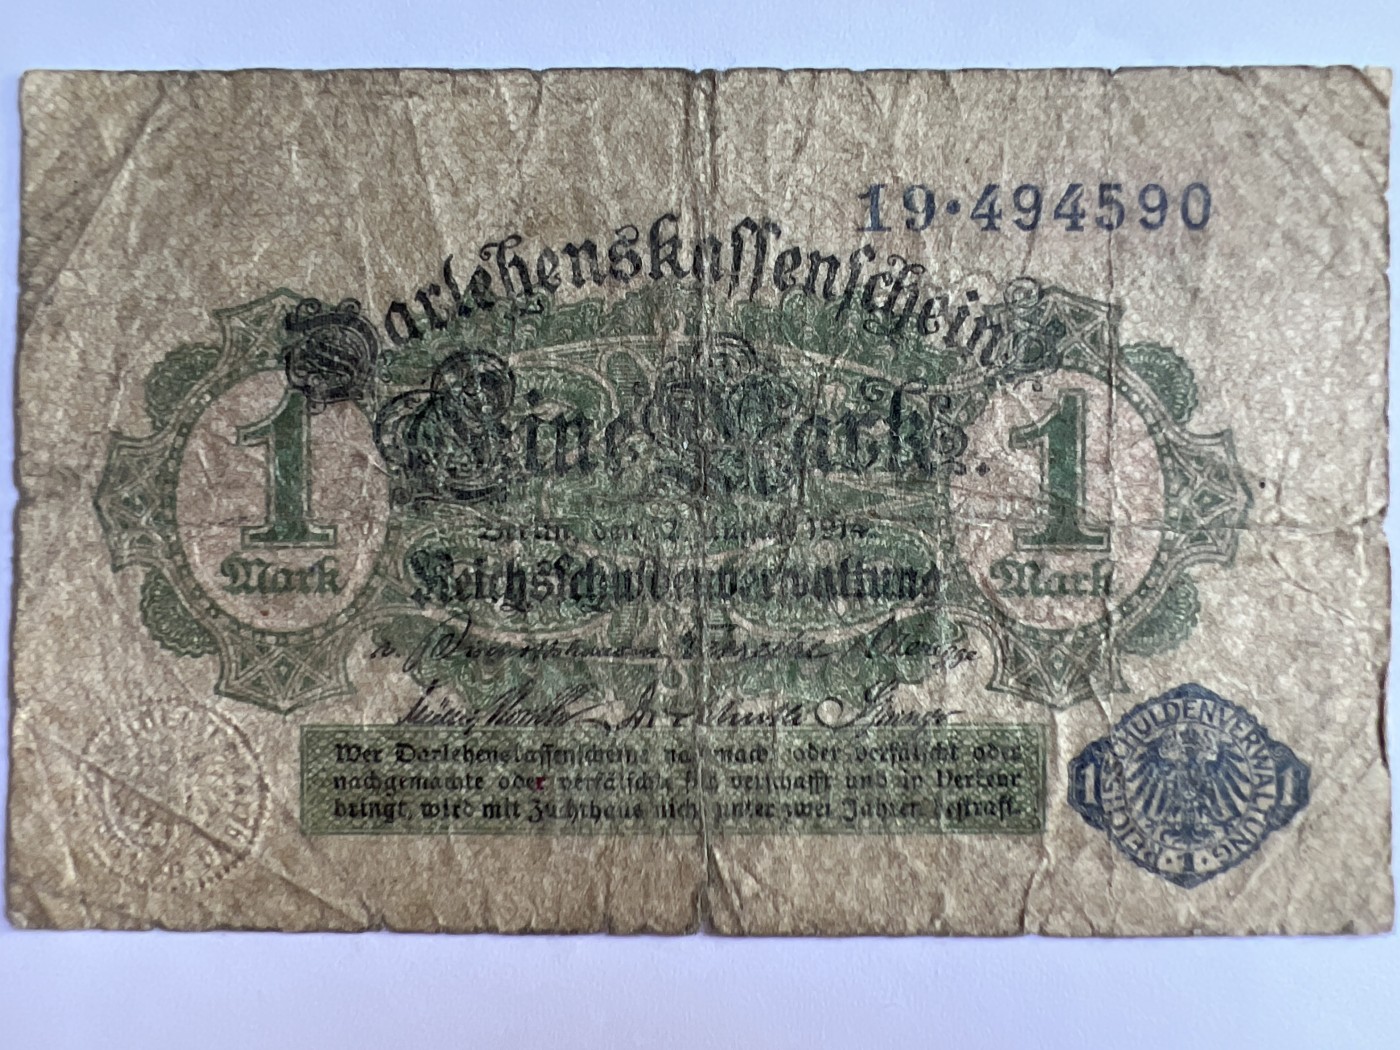 19·494590
Darlehenskassenschein
Eine Mark.
1
Mark
1
Mark
Berlin, den 12. August 1914.
Reichsschuldenverwaltung
Wer Darlehenskassenscheine nachmacht oder verfälscht oder
nachgemachte oder verfälschte sich verschafft und in Verkehr
bringt, wird mit Zuchthaus nicht unter zwei Jahren bestraft.
REICHSSCHULDENVERWALTUNG
1
1
·1·